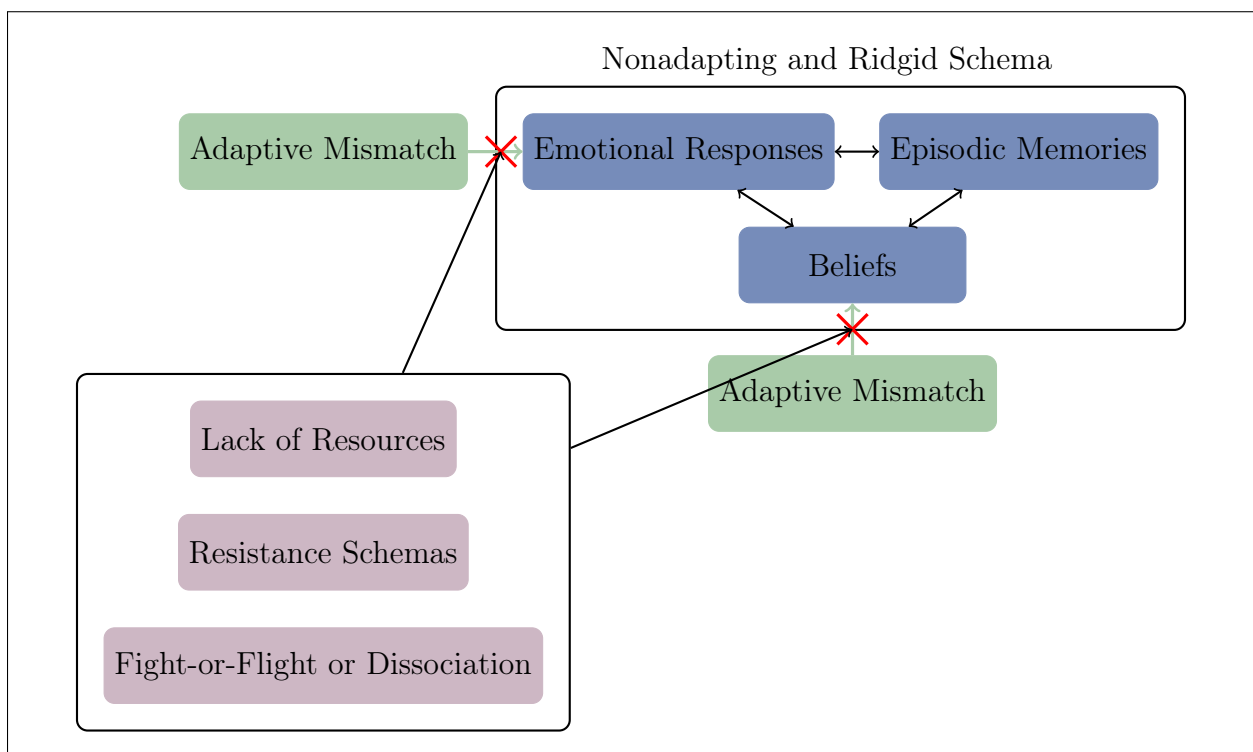 Nonadapting and Ridgid Schema
Adaptive Mismatch
Emotional Responses
Episodic Memories
Beliefs
Adaptive Mismatch
Lack of Resources
Resistance Schemas
Fight-or-Flight or Dissociation